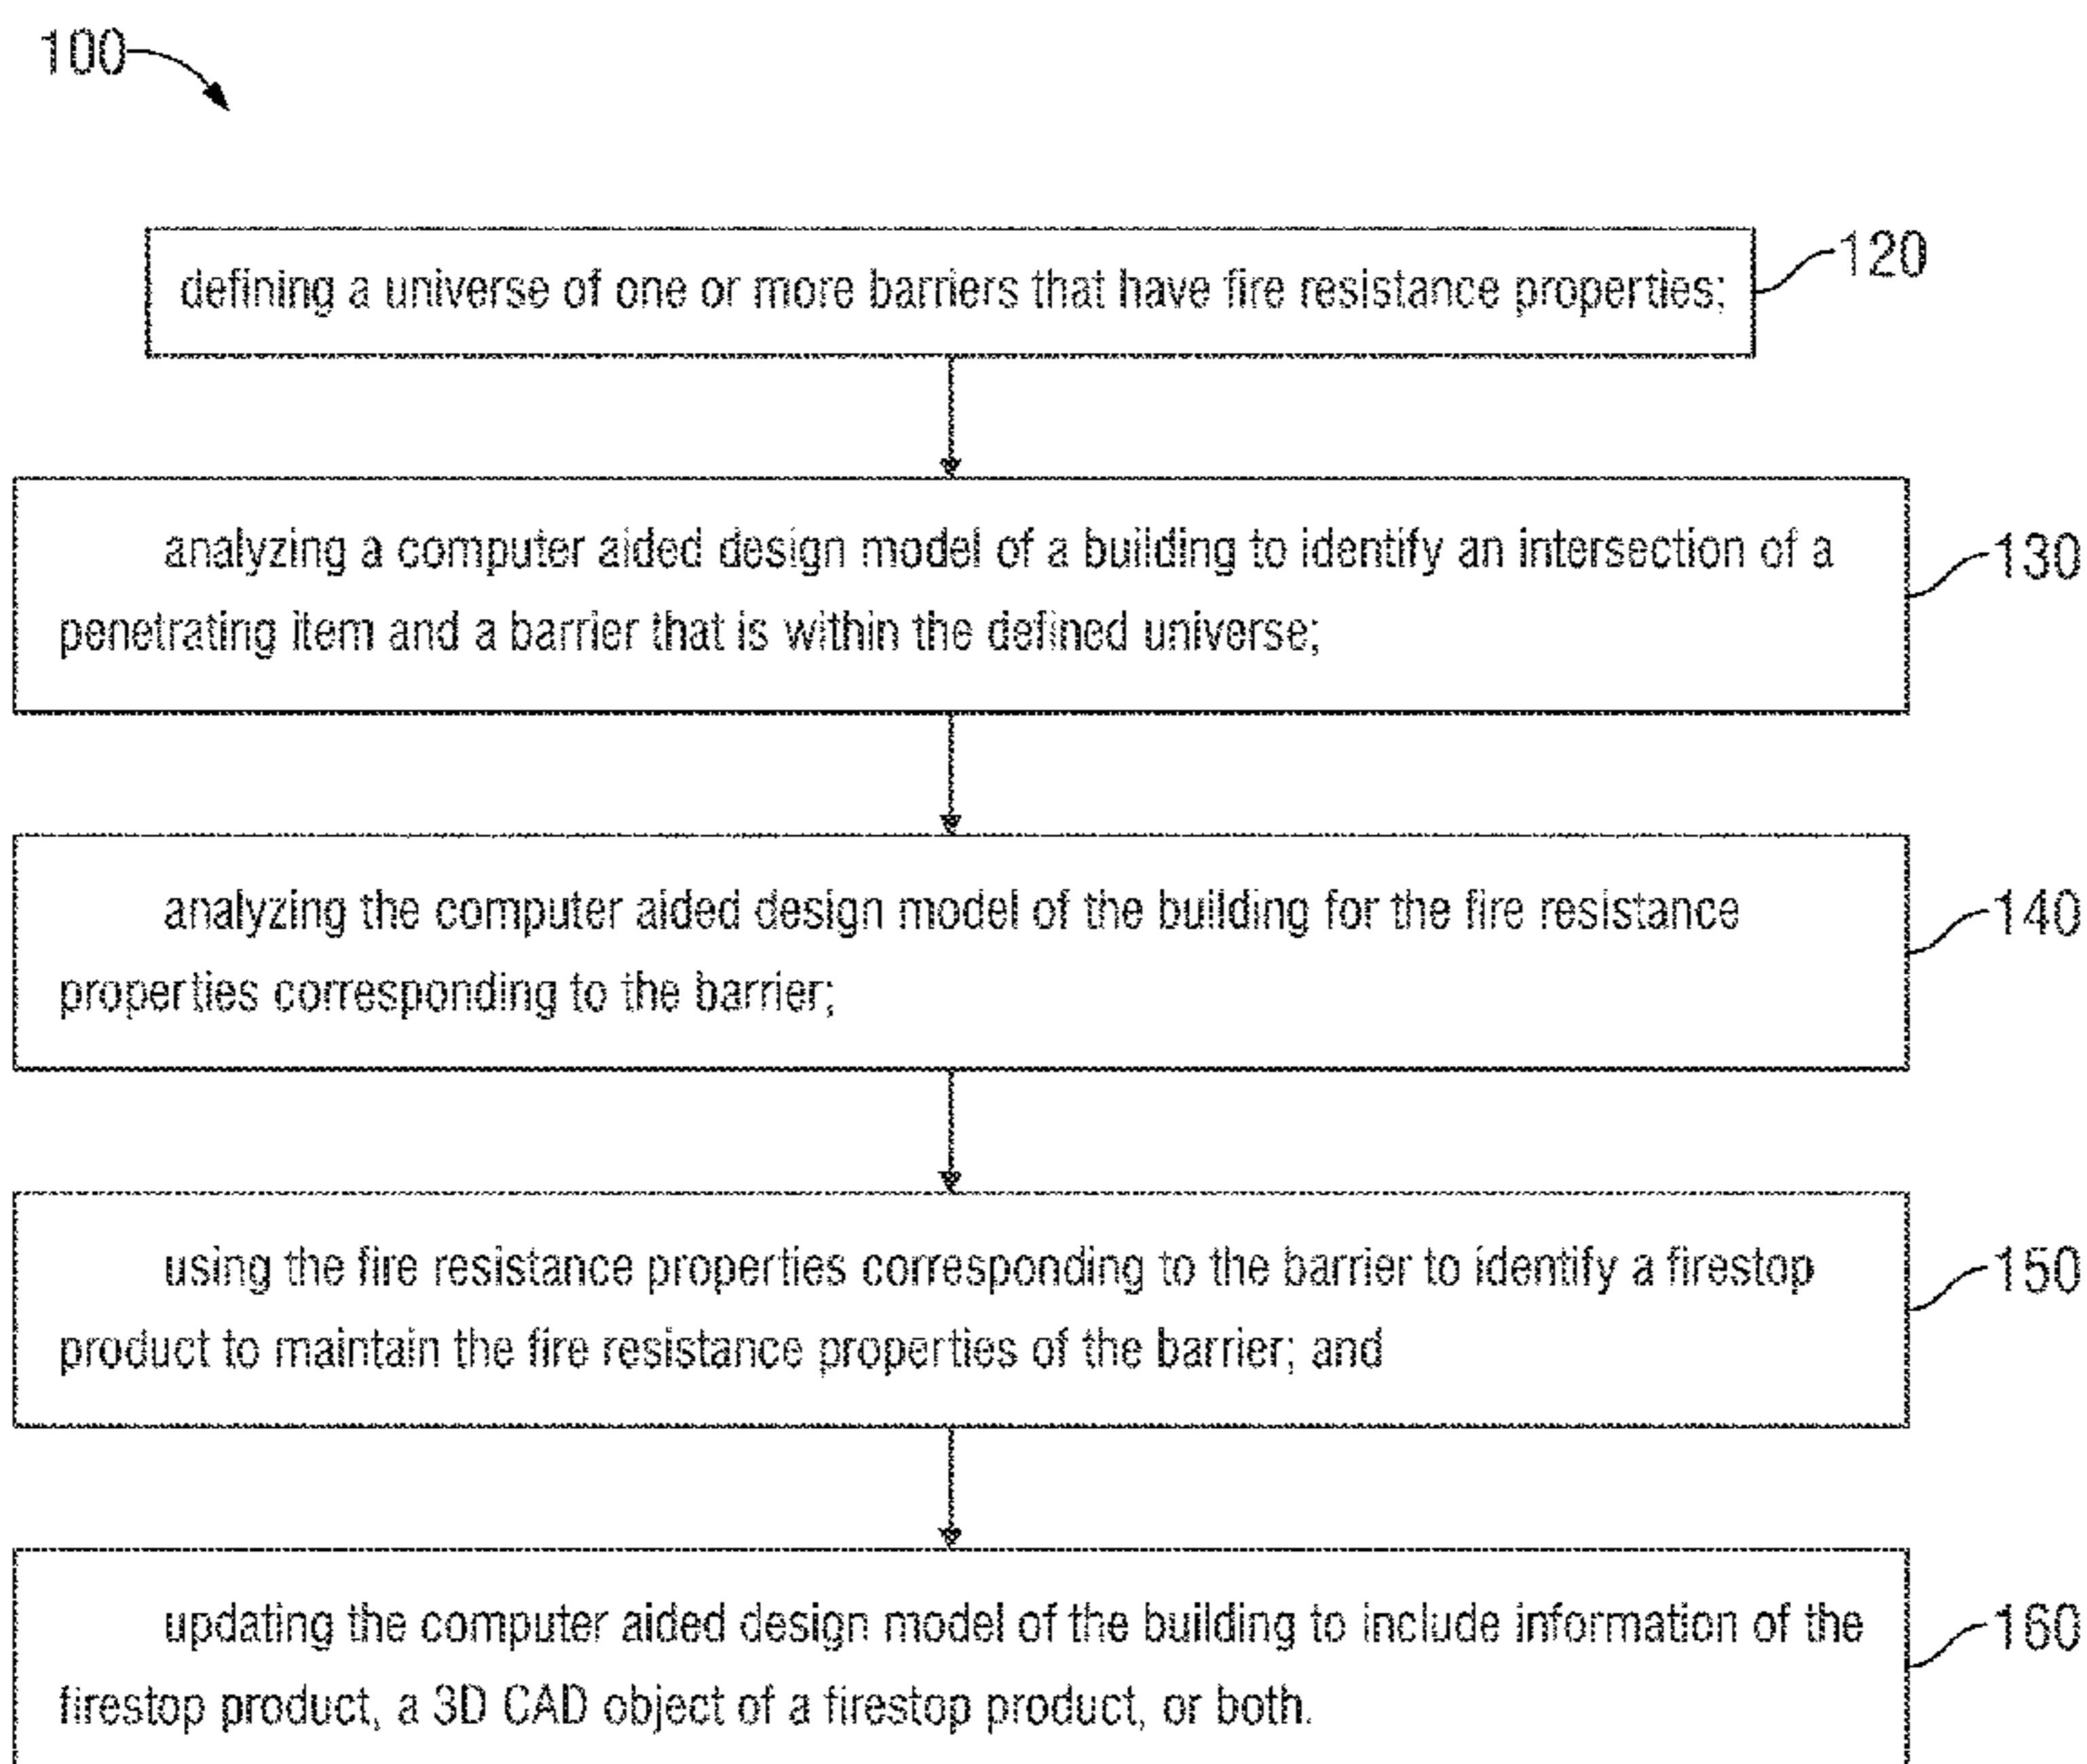 100
defining a universe of one or more barriers that have fire resistance properties;
120
analyzing a computer aided design model of a building to identify an intersection of a
penetrating item and a barrier that is within the defined universe;
130
analyzing the computer aided design model of the building for the fire resistance
properties corresponding to the barrier;
140
using the fire resistance properties corresponding to the barrier to identify a firestop
product to maintain the fire resistance properties of the barrier; and
150
updating the computer aided design model of the building to include information of the
firestop product, a 3D CAD object of a firestop product, or both.
160